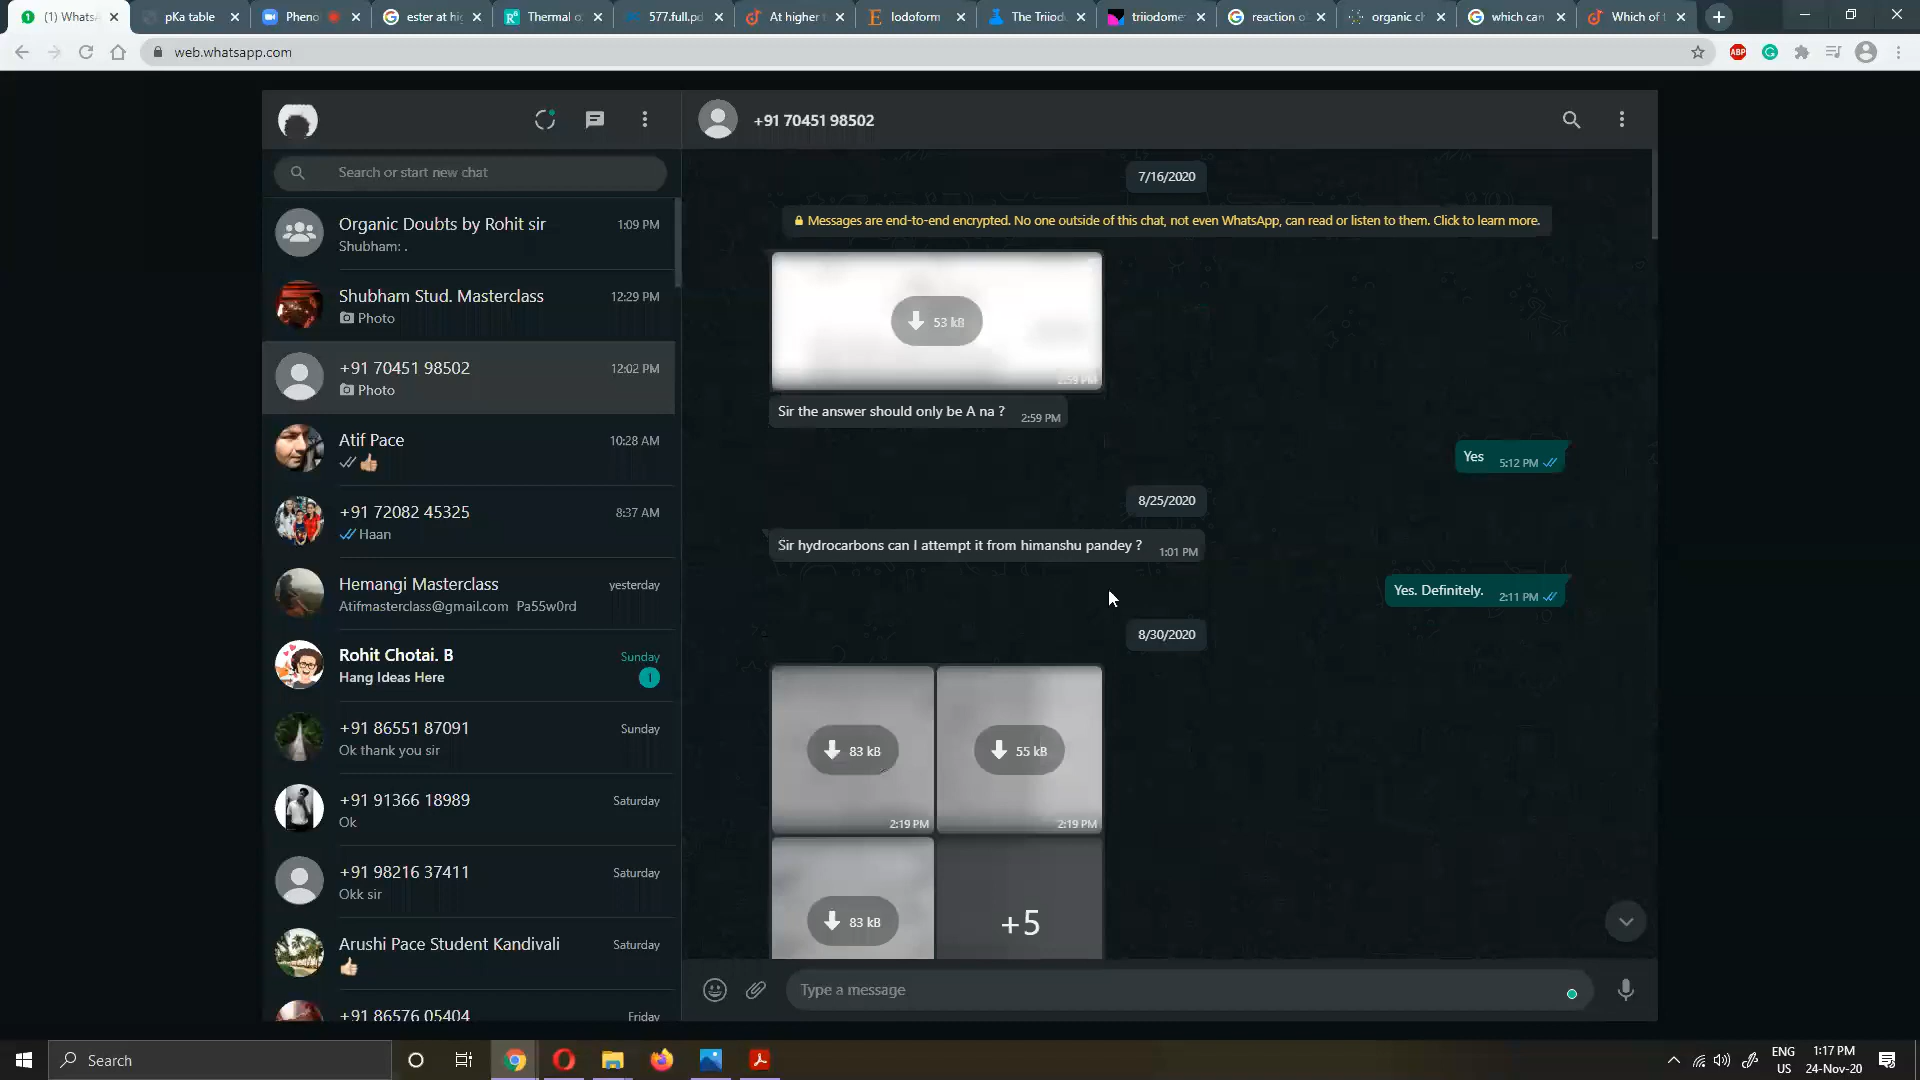 (1) Whats
pKa table
Pheno
ester at hig
Thermal o
577.full.pd
At higher
Iodoform
The Triiod
triiodome
reaction o
organic ch
which can
Which of
web.whatsapp.com
ABP
+91 70451 98502
Search or start new chat
Organic Doubts by Rohit sir 1:09 PM
Shubham: .
Shubham Stud. Masterclass 12:29 PM
Photo
+91 70451 98502 12:02 PM
Photo
Atif Pace 10:28 AM
+91 72082 45325 8:37 AM
Haan
Hemangi Masterclass yesterday
Atifmasterclass@gmail.com Pa55w0rd
Rohit Chotai. B Sunday
Hang Ideas Here 1
+91 86551 87091 Sunday
Ok thank you sir
+91 91366 18989 Saturday
Ok
+91 98216 37411 Saturday
Okk sir
Arushi Pace Student Kandivali Saturday
+91 86576 05404 Friday
7/16/2020
Messages are end-to-end encrypted. No one outside of this chat, not even WhatsApp, can read or listen to them. Click to learn more.
53 kB
2:59 PM
Sir the answer should only be A na ? 2:59 PM
Yes 5:12 PM
8/25/2020
Sir hydrocarbons can I attempt it from himanshu pandey ? 1:01 PM
Yes. Definitely. 2:11 PM
8/30/2020
83 kB
55 kB
2:19 PM
2:19 PM
83 kB
+5
Type a message
Search
ENG
US
1:17 PM
24-Nov-20